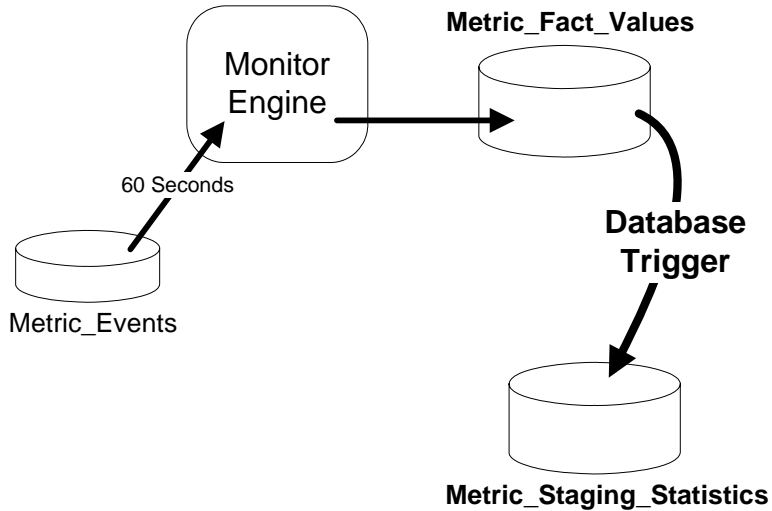 Metric_Fact_Values
Monitor
Engine
60 Seconds
Database
Trigger
Metric_Events
Metric_Staging_Statistics